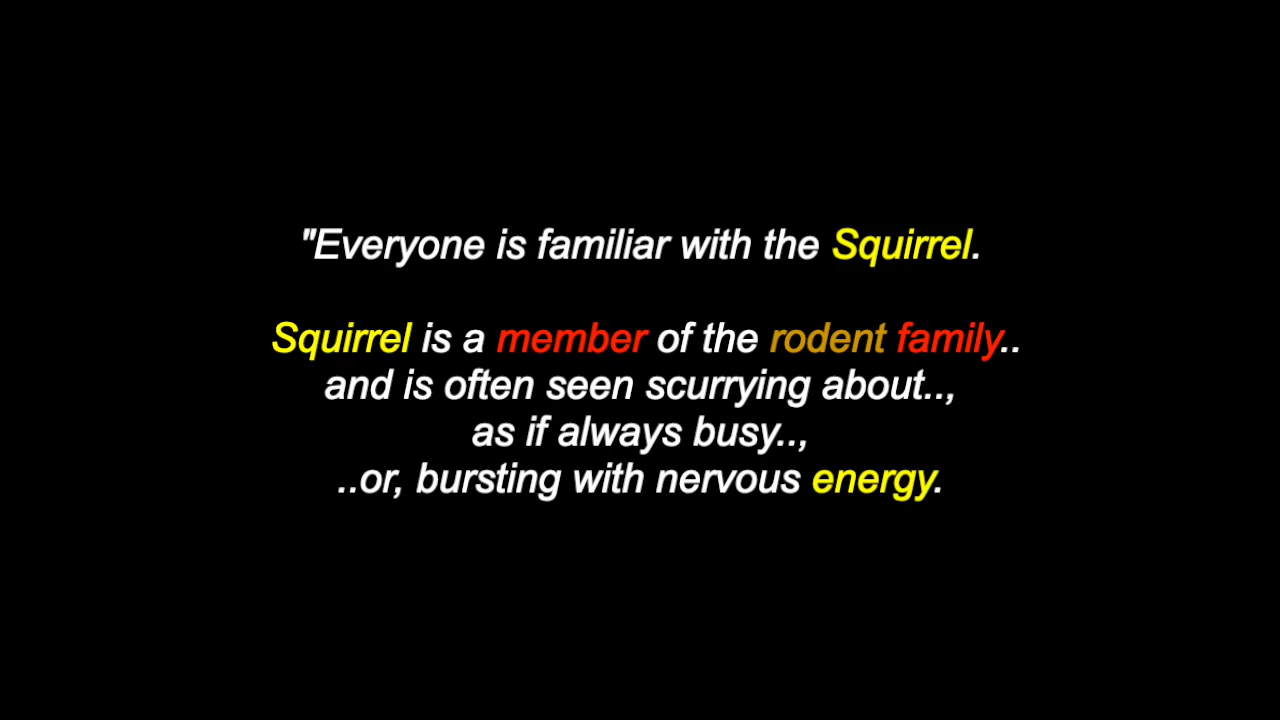 "Everyone is familiar with the Squirrel.
Squirrel is a member of the rodent family..
and is often seen scurrying about..,
as if always busy..,
..or, bursting with nervous energy.